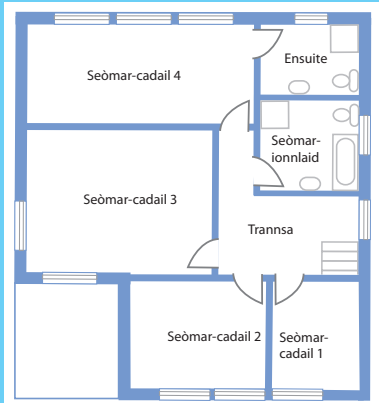 Seòmar-cadail 4
Ensuite
Seòmar-
ionnlaid
Seòmar-cadail 3
Trannsa
Seòmar-cadail 2
Seòmar-
cadail 1